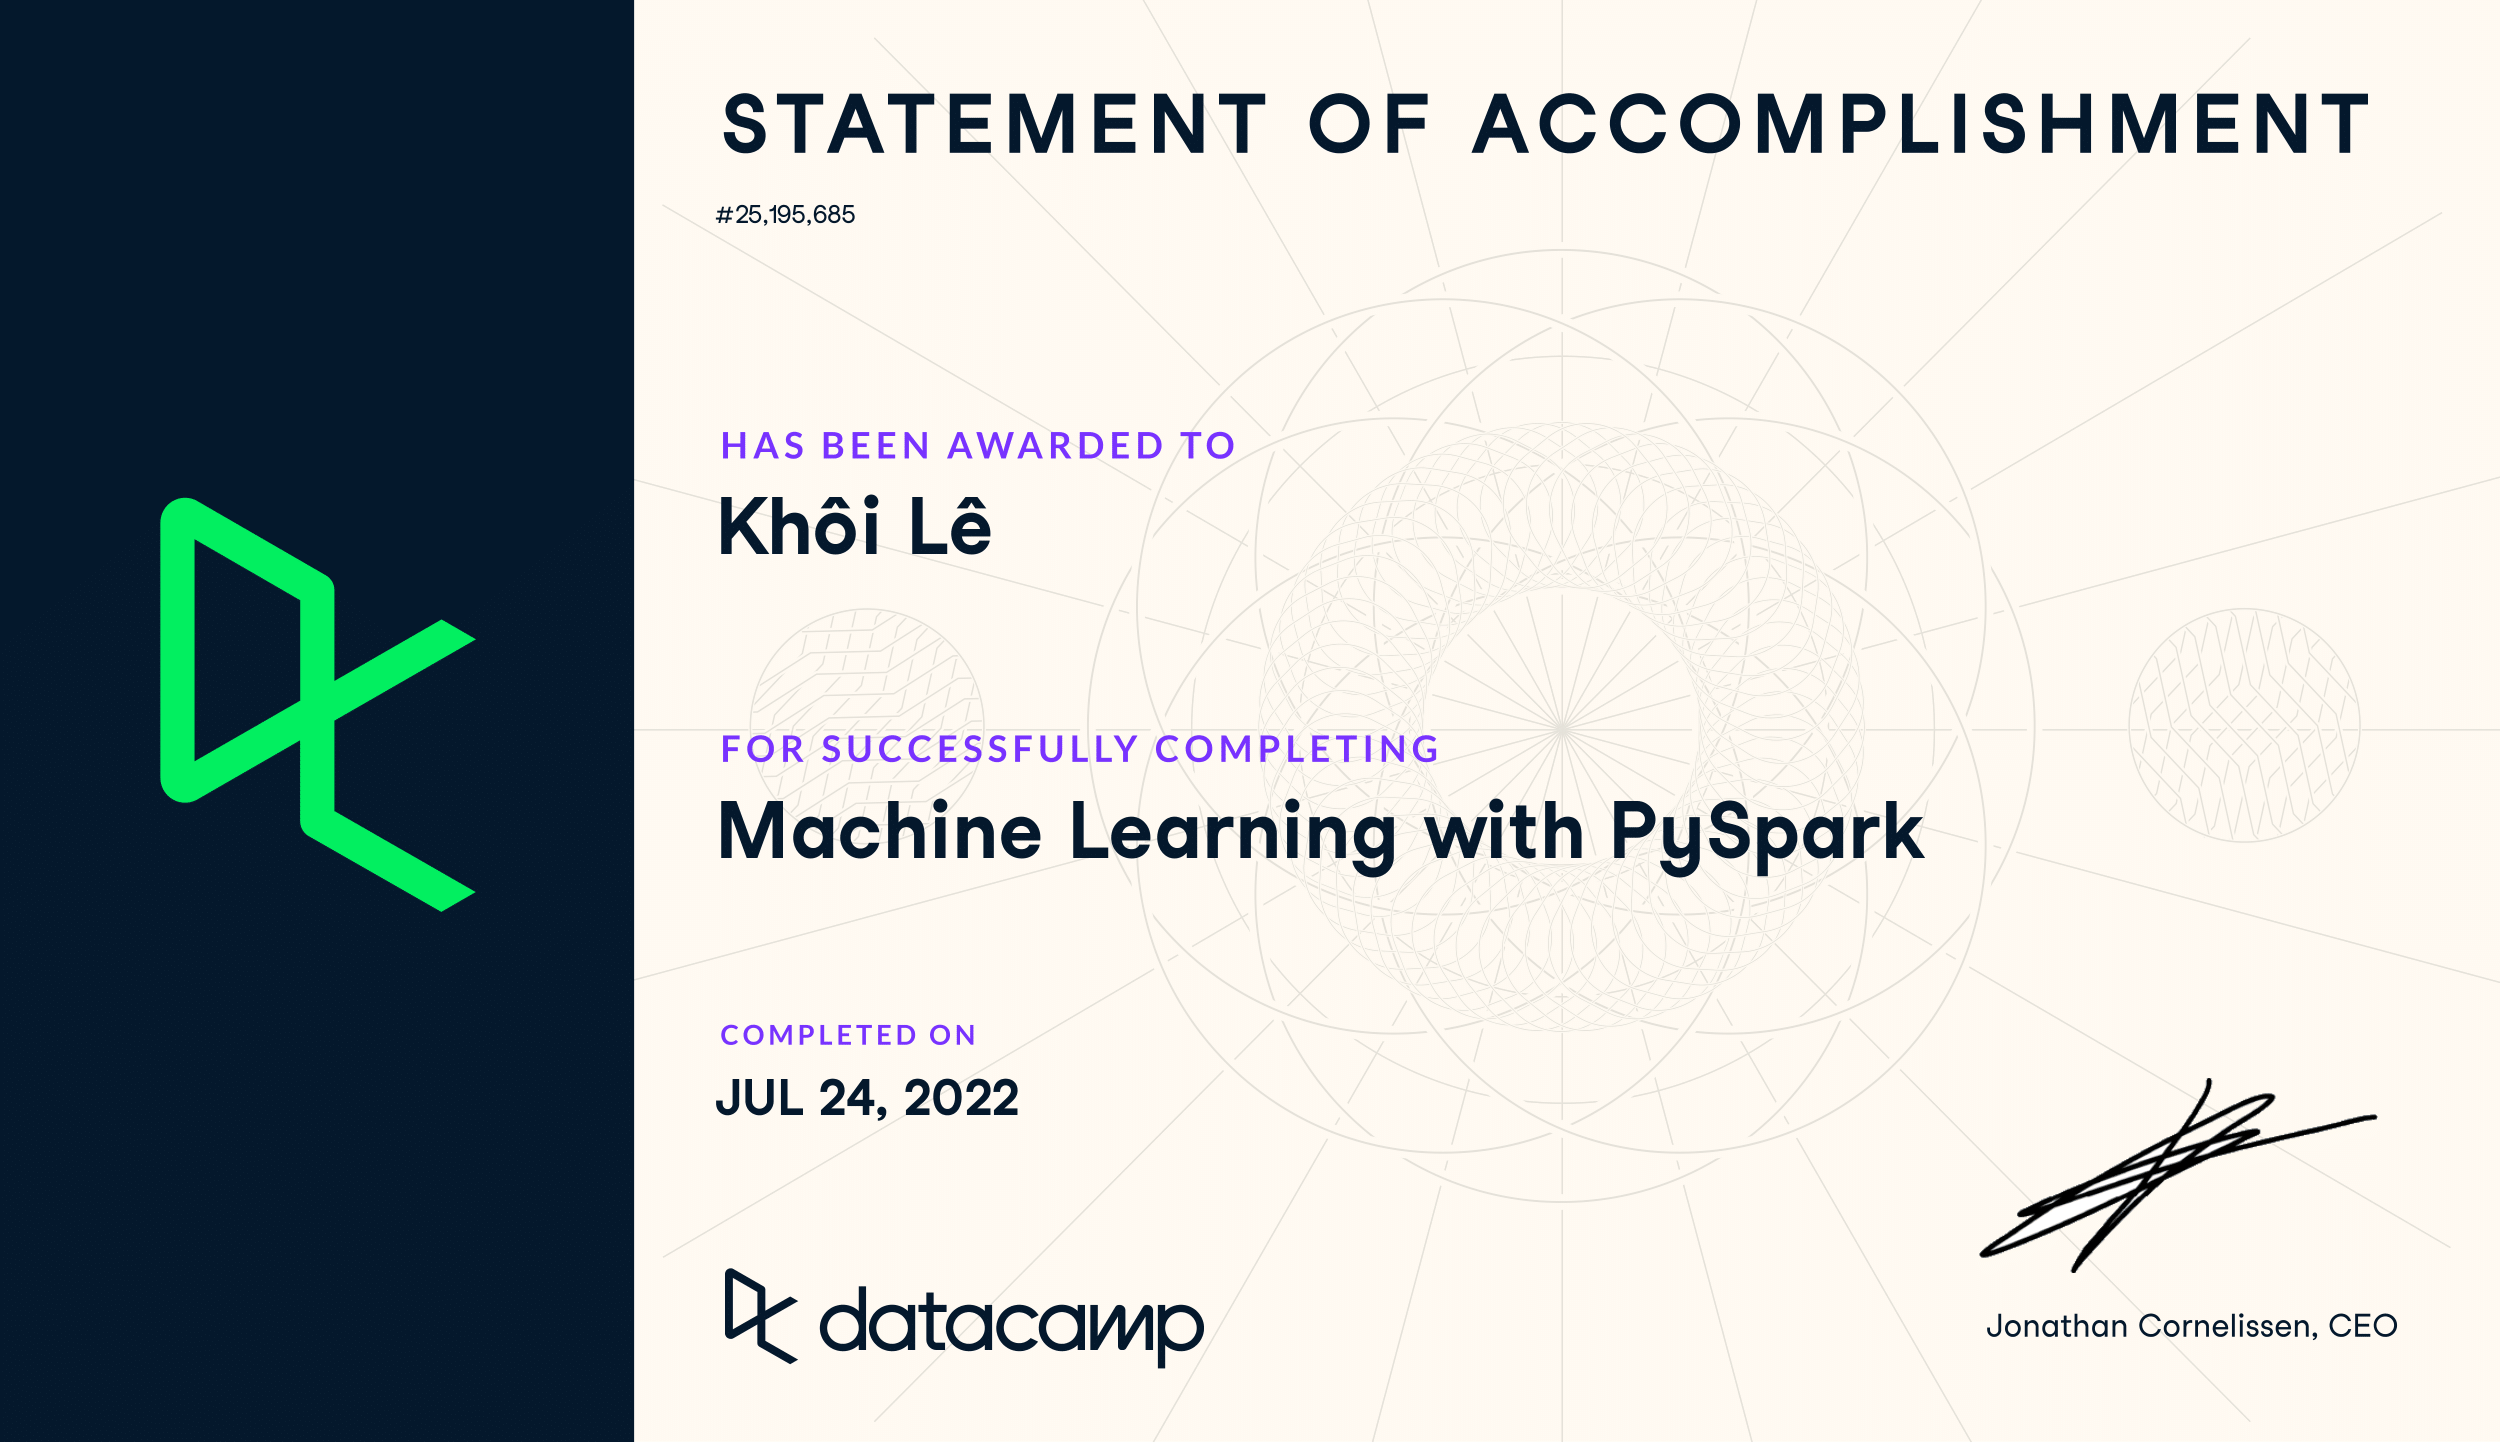 STATEMENT OF ACCOMPLISHMENT
#25,195,685
HAS BEEN AWARDED TO
Khôi Lê
FOR SUCCESSFULLY COMPLETING
Machine Learning with PySpark
COMPLETED ON
JUL 24, 2022
datacamp
Jonathan Cornelissen, CEO